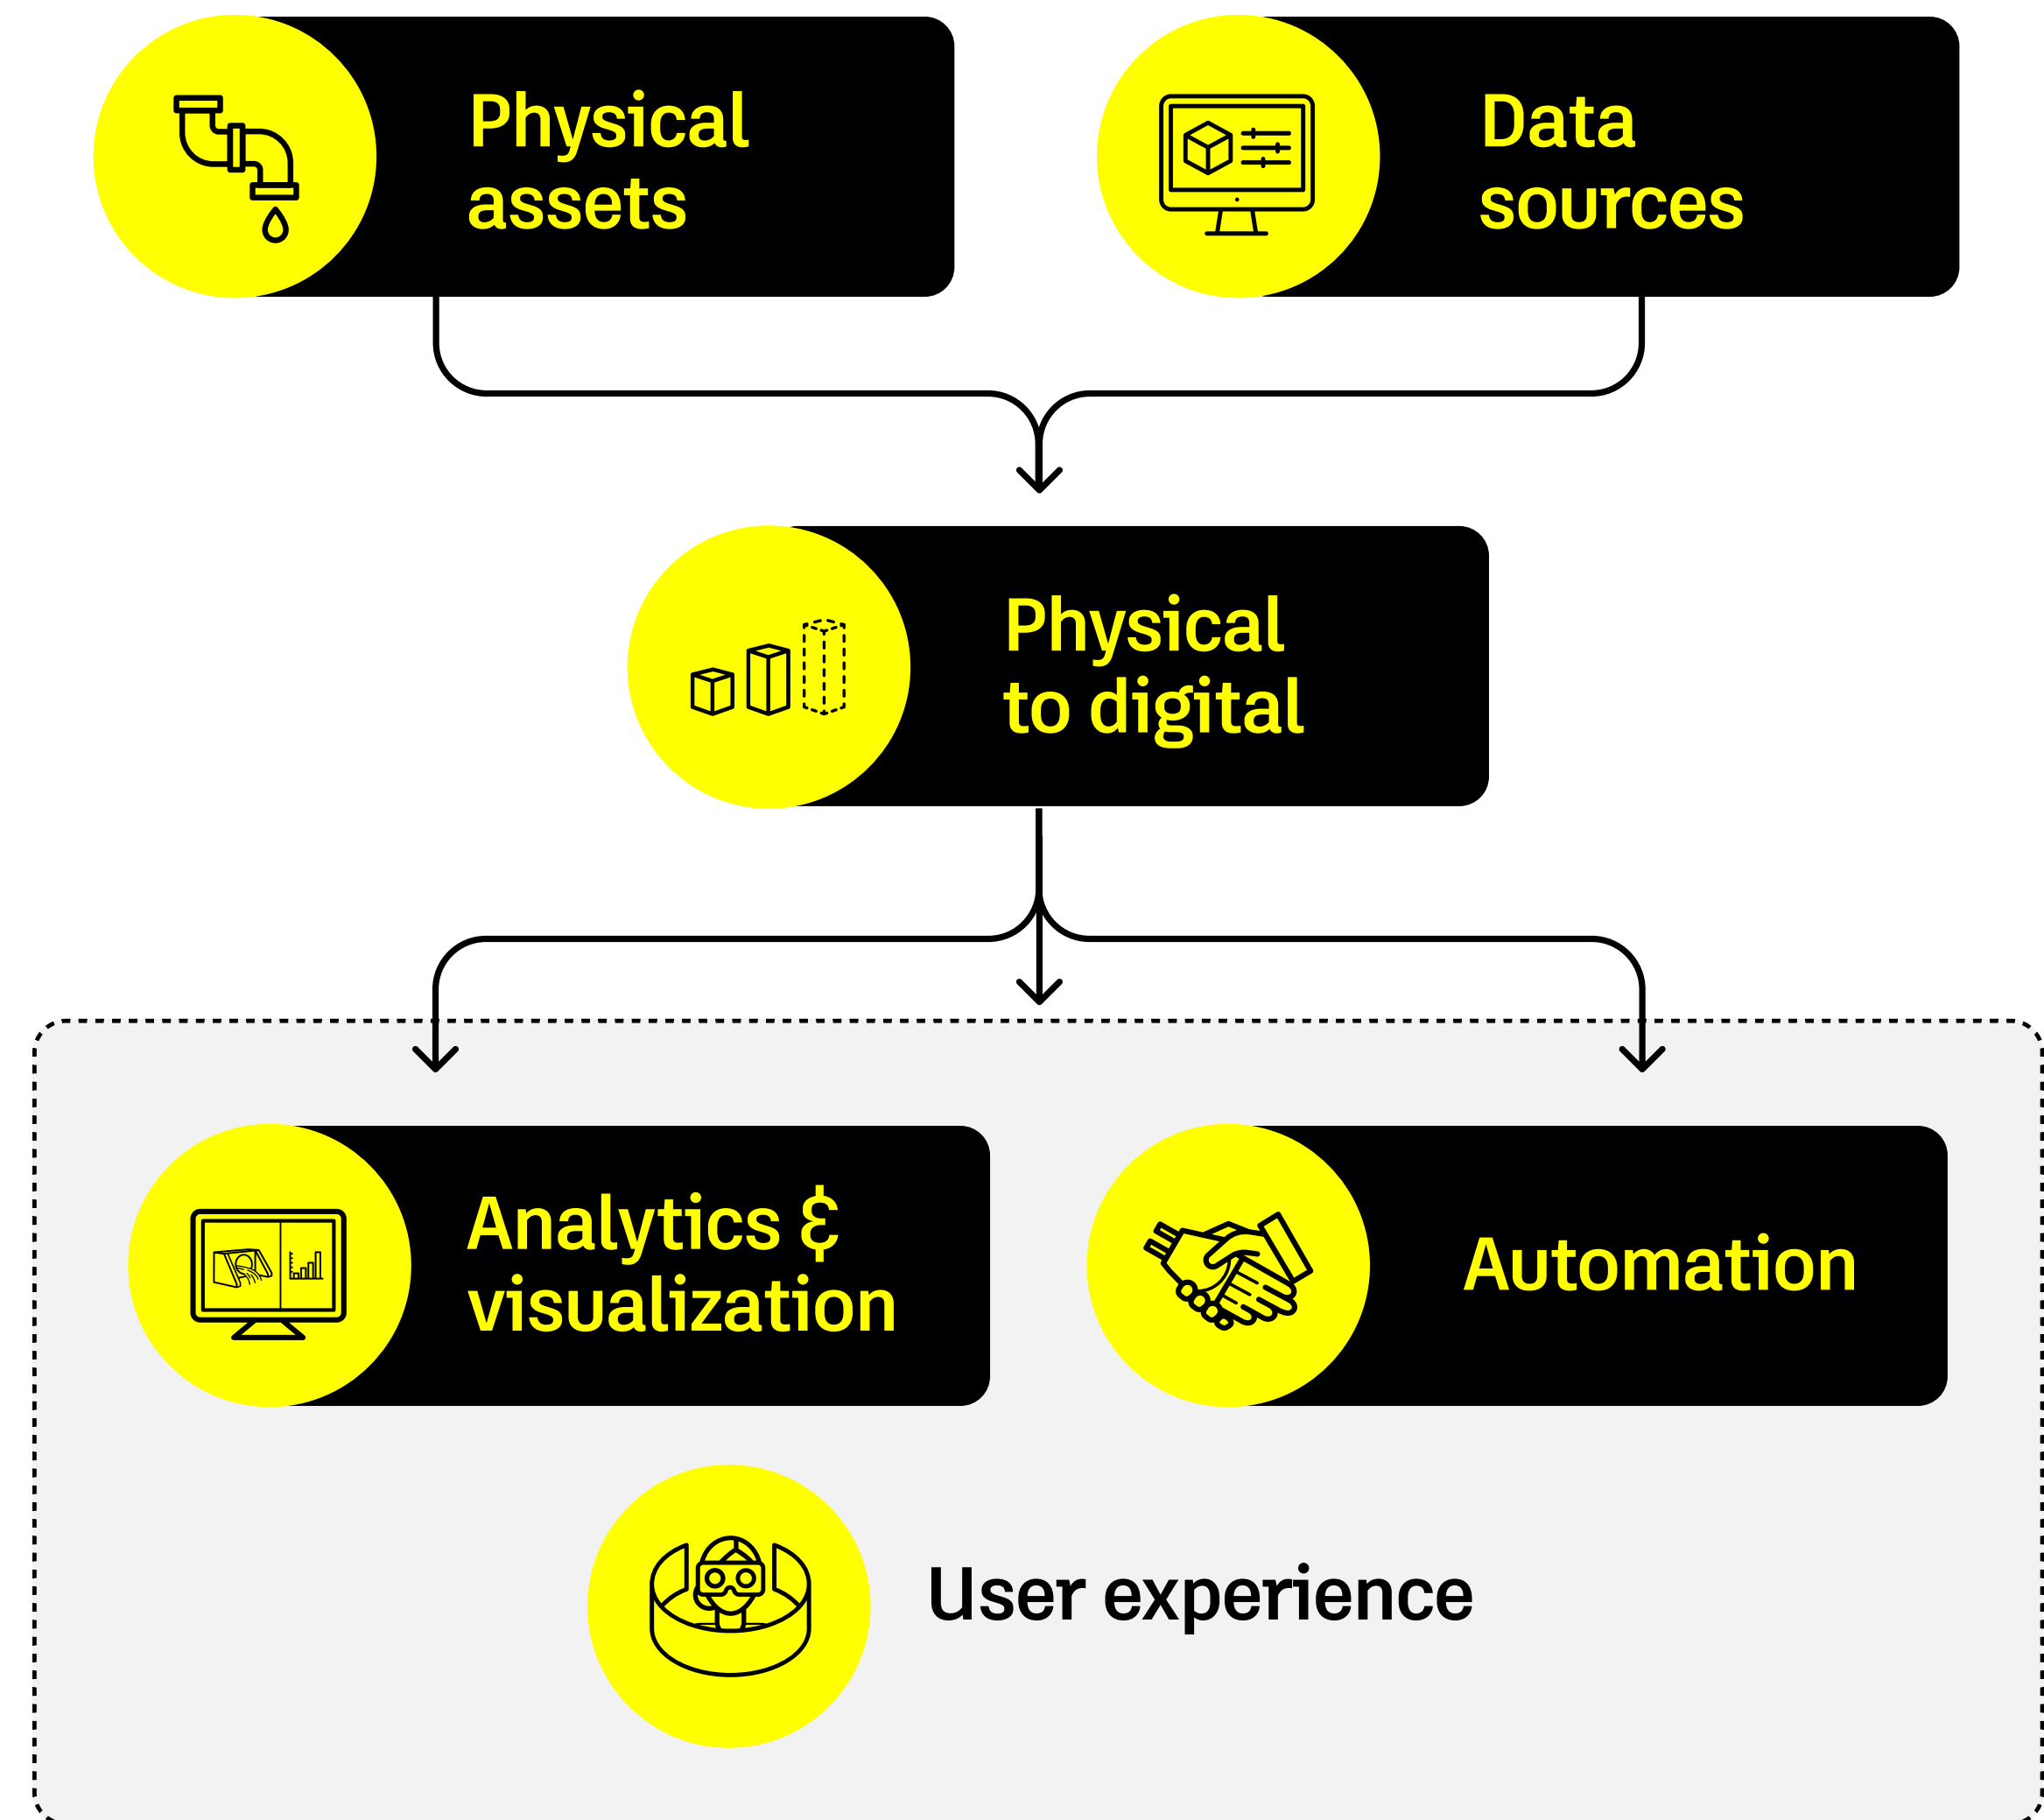 Physical
assets
Data
sources
Physical
to digital
Analytics &
visualization
Automation
User experience